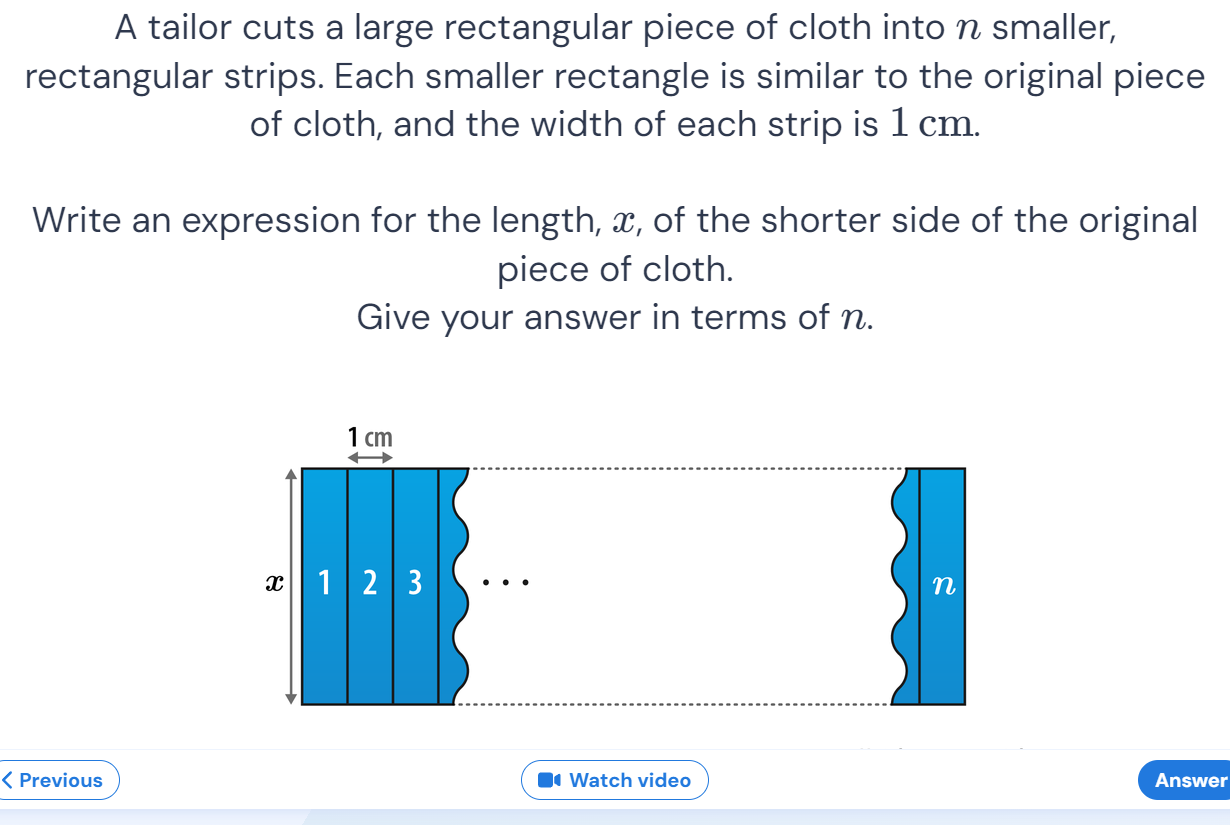 A tailor cuts a large rectangular piece of cloth into n smaller,
rectangular strips. Each smaller rectangle is similar to the original piece
of cloth, and the width of each strip is 1 cm.
Write an expression for the length, x, of the shorter side of the original
piece of cloth.
Give your answer in terms of n.
1 cm
x 1 2 3 ... n
Previous
Watch video
Answer